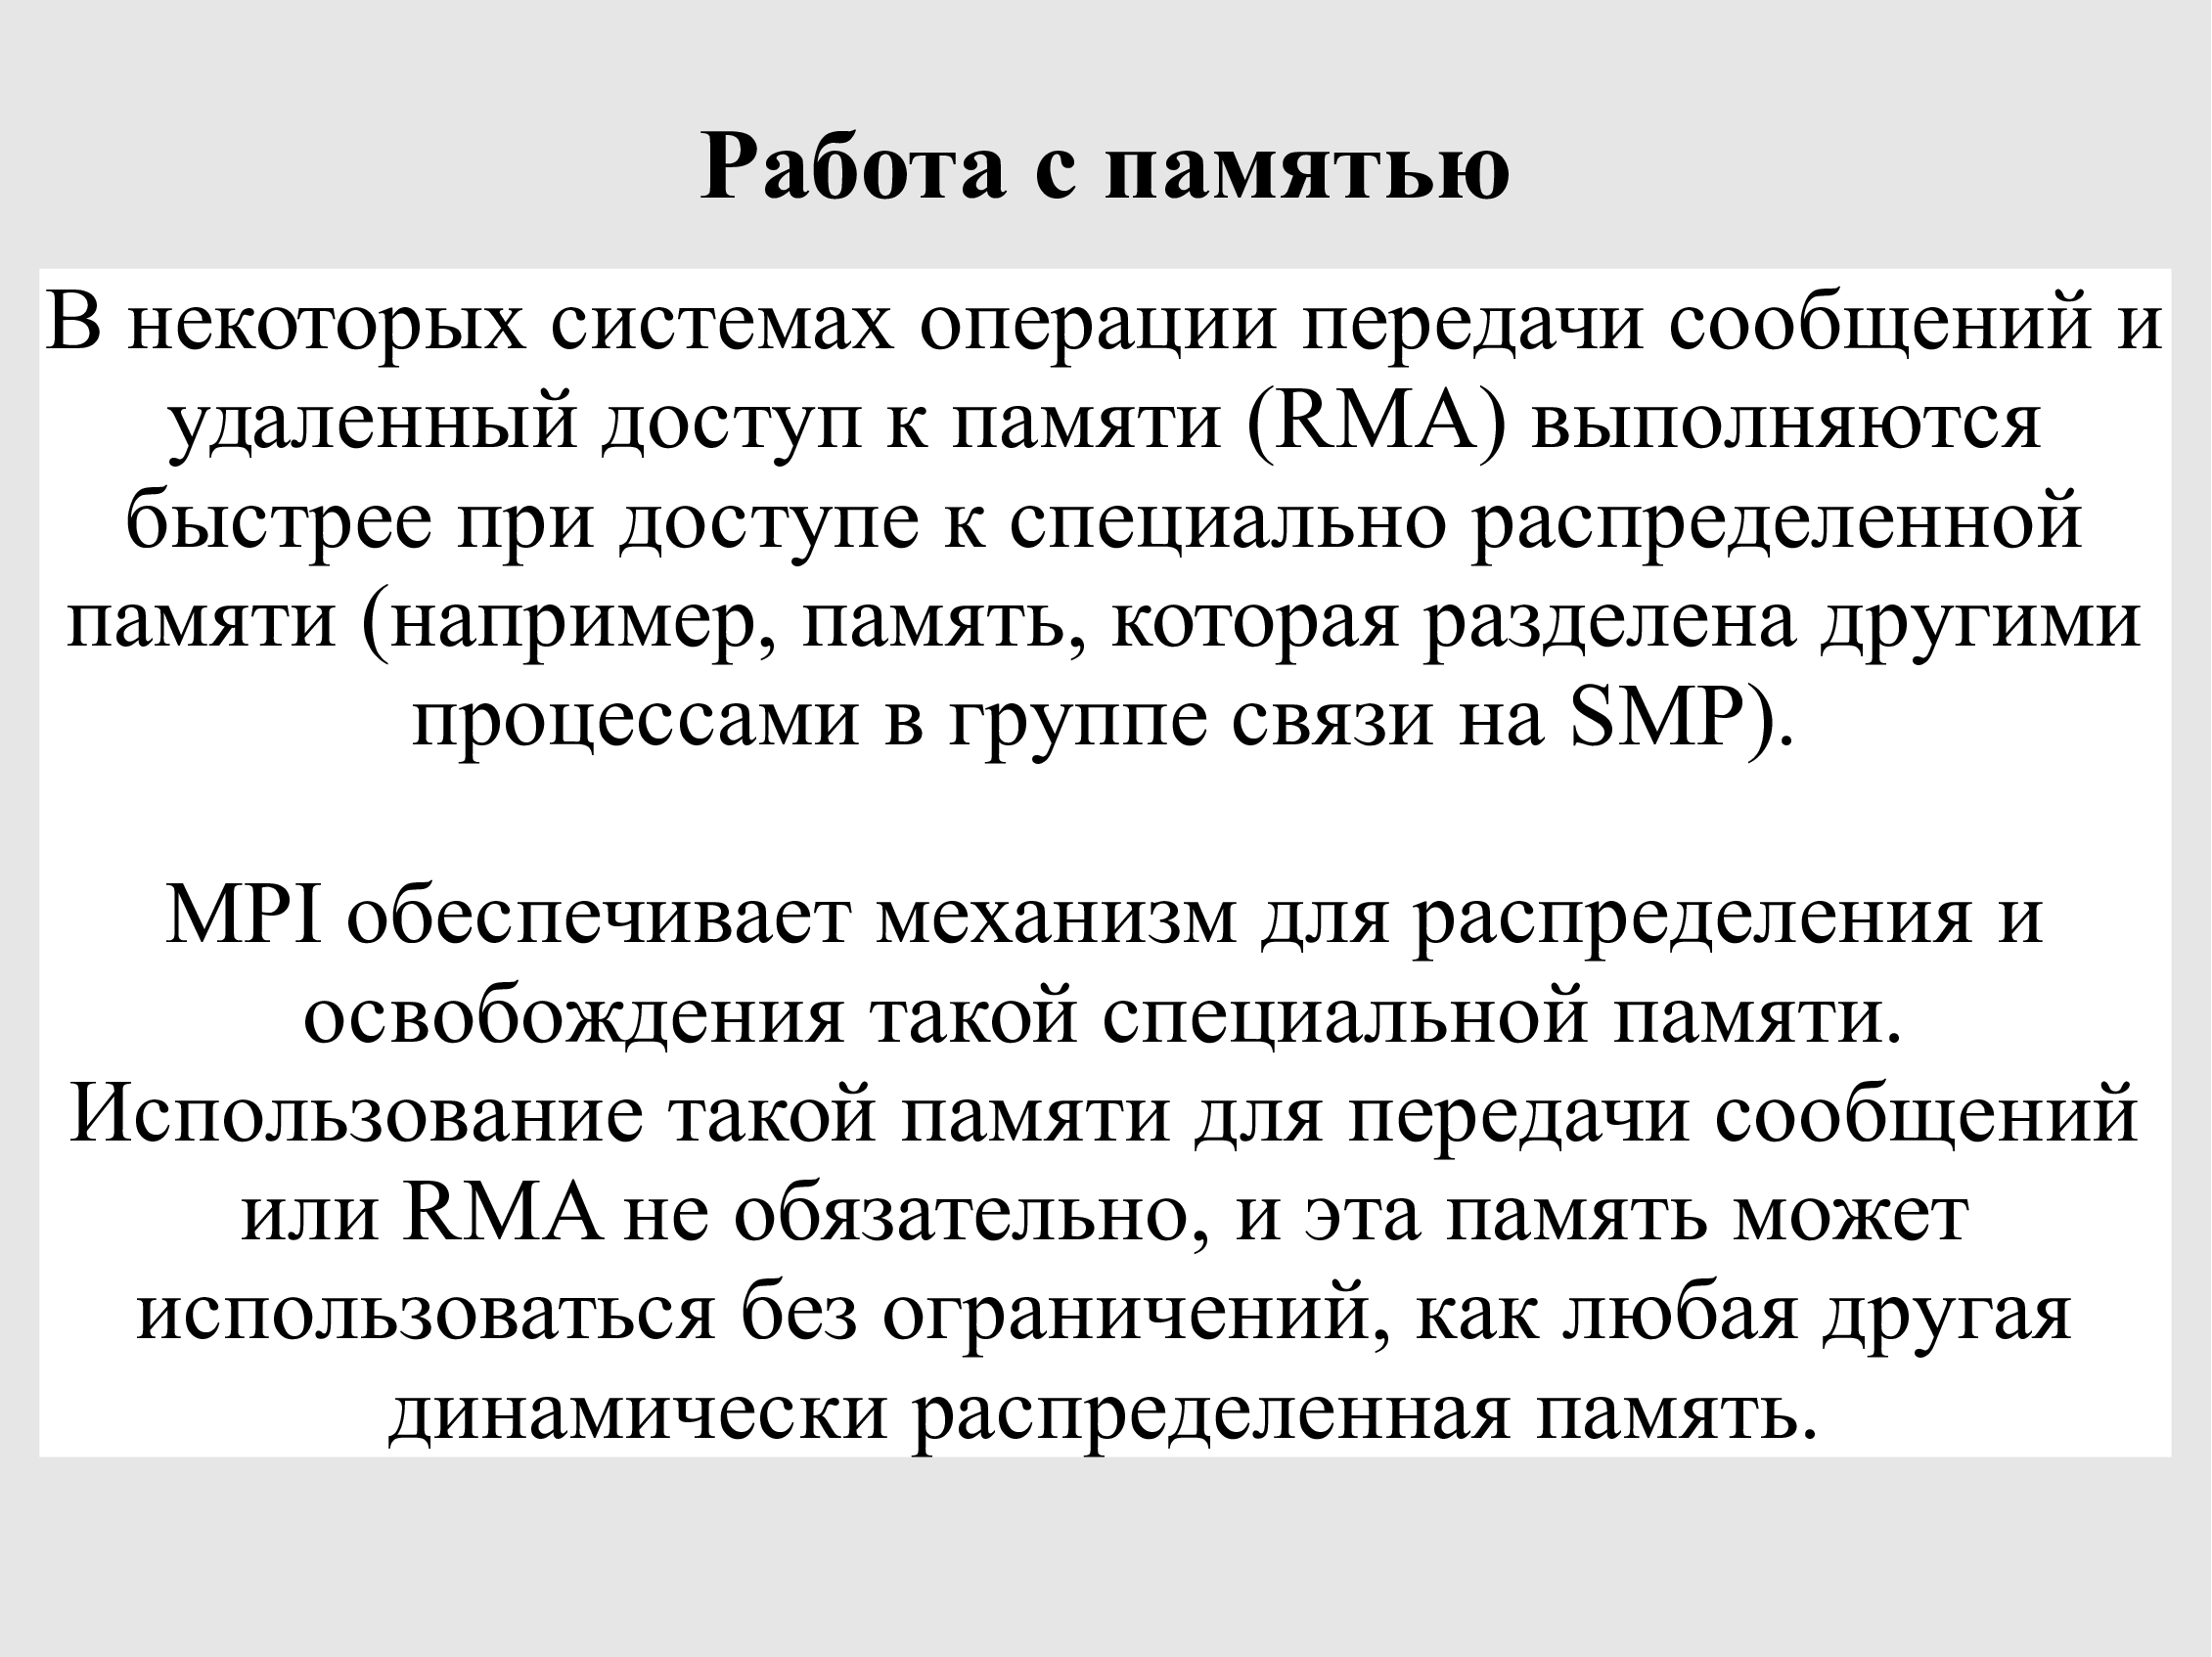 Работа с памятью
В некоторых системах операции передачи сообщений и
удаленный доступ к памяти (RMA) выполняются
быстрее при доступе к специально распределенной
памяти (например, память, которая разделена другими
процессами в группе связи на SMP).
MPI обеспечивает механизм для распределения и
освобождения такой специальной памяти.
Использование такой памяти для передачи сообщений
или RMA не обязательно, и эта память может
использоваться без ограничений, как любая другая
динамически распределенная память.